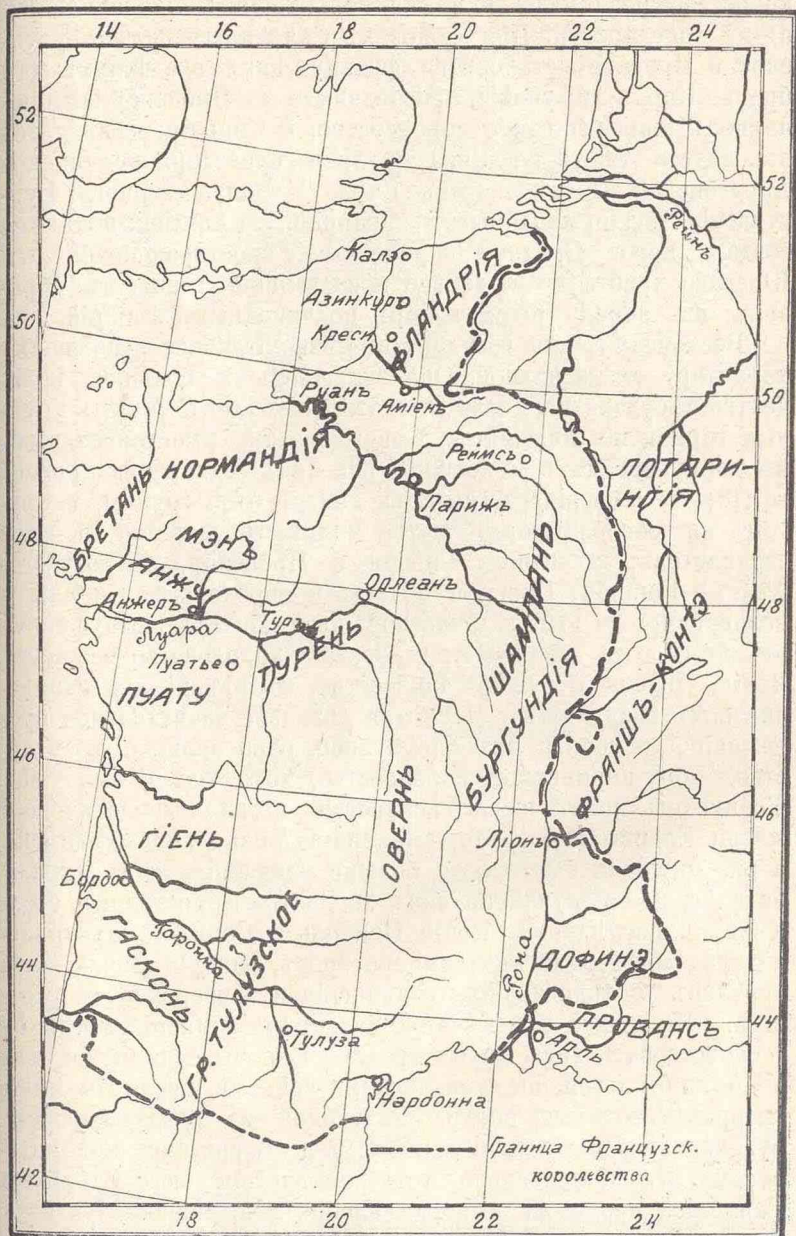 14 16 18 20 22 24
52
52
Рейнъ
Калэ
Азинкуръ
ФЛАНДРІЯ
Креси
50
50
Руанъ
Аміенъ
Реймсъ
НОРМАНДІЯ
ЛОТАРИН-
ГІЯ
БРЕТАНЬ
Парижъ
МЭНЪ
48
48
АНЖУ
Орлеанъ
ШАМПАНЬ
Анжеръ
Луара
Туръ
ТУРЕНЬ
Пуатье
ПУАТУ
БУРГУНДІЯ
ФРАНШЪ-КОНТЭ
46
46
ГІЕНЬ
ОВЕРНЬ
Ліонъ
Бордо
Гаронна
ГАСКОНЬ
ГР. ТУЛУЗСКОЕ
Рона
ДОФИНЭ
44
44
ПРОВАНСЪ
Тулуза
Арль
Нарбонна
Граница Французск.
королевства
42
42
18 20 22 24